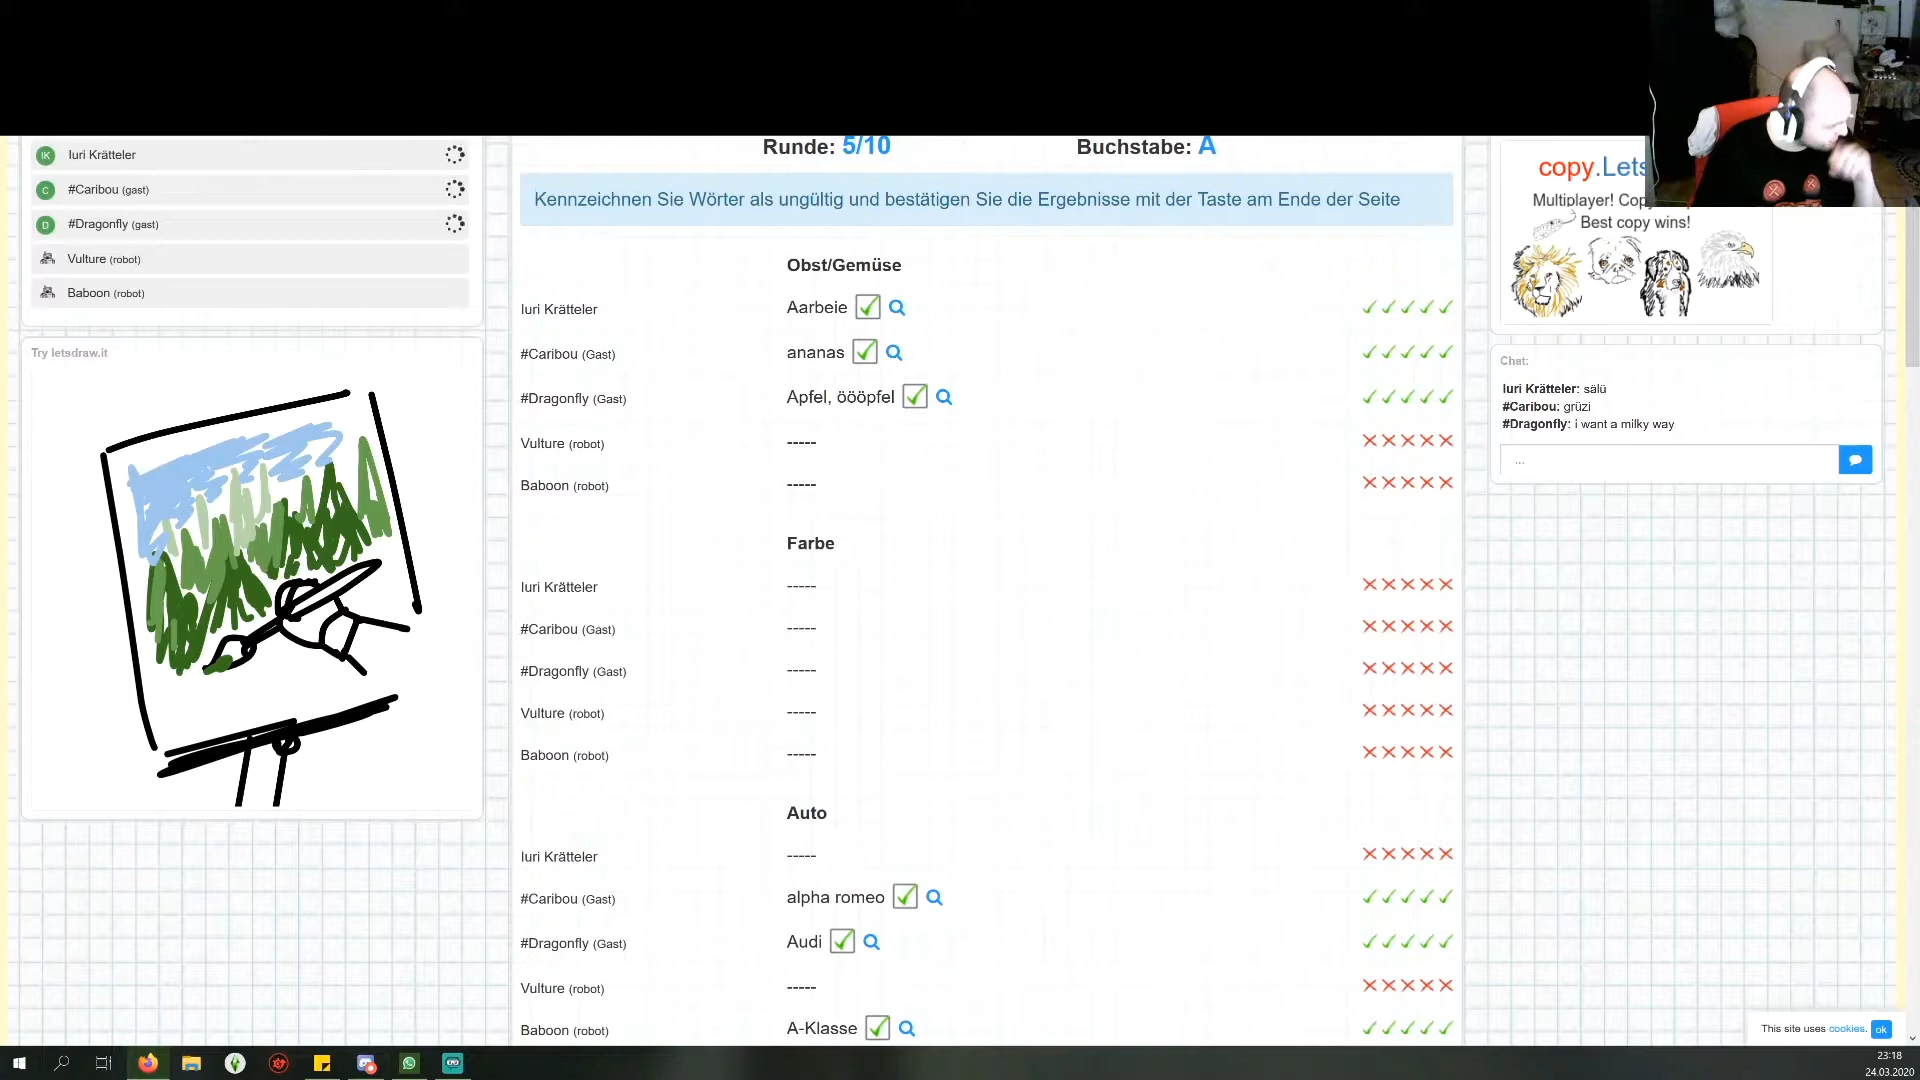 Runde: 5/10 Buchstabe: A
Kennzeichnen Sie Wörter als ungültig und bestätigen Sie die Ergebnisse mit der Taste am Ende der Seite
IK Iuri Krätteler
C #Caribou (gast)
D #Dragonfly (gast)
Vulture (robot)
Baboon (robot)
Try letsdraw.it
Obst/Gemüse
Iuri Krätteler Aarbeie
#Caribou (Gast) ananas
#Dragonfly (Gast) Apfel, öööpfel
Vulture (robot) -----
Baboon (robot) -----
Farbe
Iuri Krätteler -----
#Caribou (Gast) -----
#Dragonfly (Gast) -----
Vulture (robot) -----
Baboon (robot) -----
Auto
Iuri Krätteler -----
#Caribou (Gast) alpha romeo
#Dragonfly (Gast) Audi
Vulture (robot) -----
Baboon (robot) A-Klasse
copy.Lets
Multiplayer! Cop
Best copy wins!
Chat:
Iuri Krätteler: sälü
#Caribou: grüzi
#Dragonfly: i want a milky way
...
This site uses cookies. ok
23:18
24.03.2020